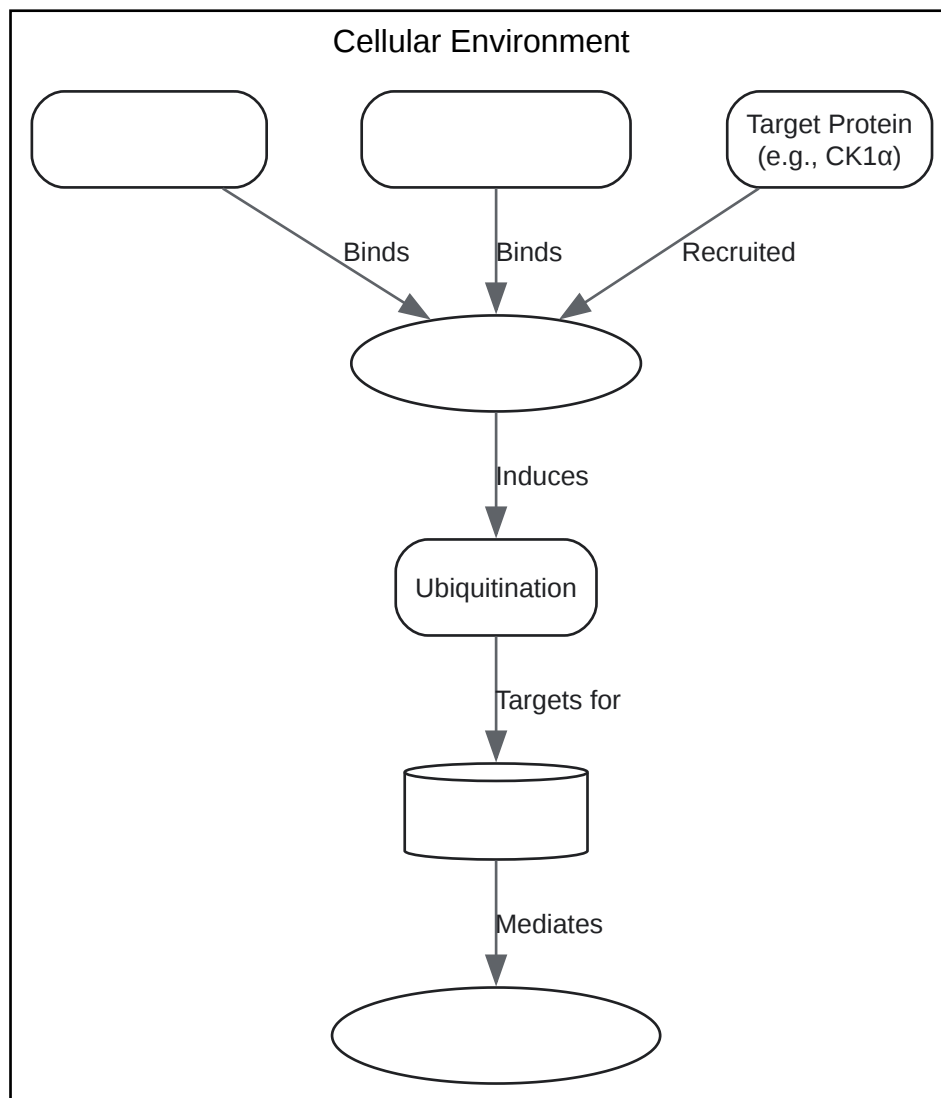 Cellular Environment
Target Protein
(e.g., CK1α)
Binds
Binds
Recruited
Induces
Ubiquitination
Targets for
Mediates